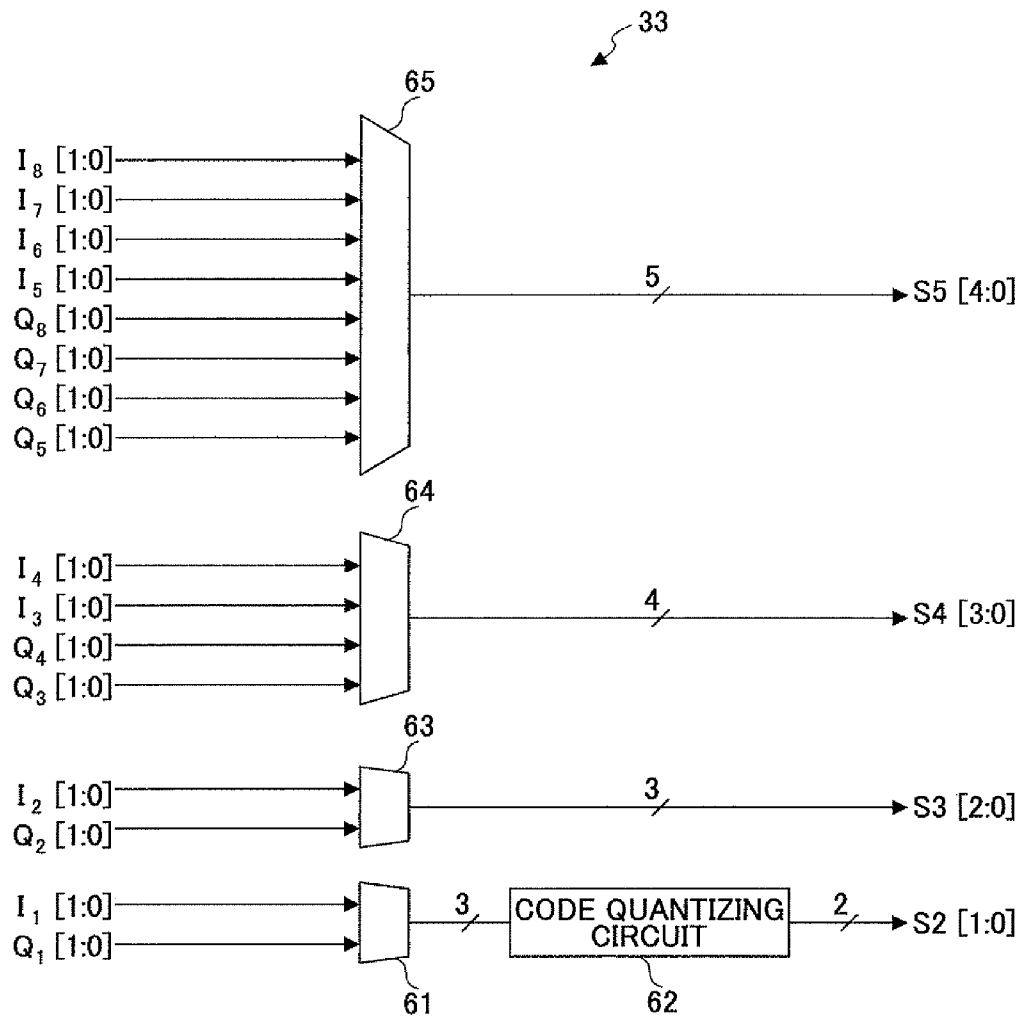 33
65
I₈ [1:0]
I₇ [1:0]
I₆ [1:0]
I₅ [1:0]
Q₈ [1:0]
Q₇ [1:0]
Q₆ [1:0]
Q₅ [1:0]
5
S5 [4:0]
64
I₄ [1:0]
I₃ [1:0]
Q₄ [1:0]
Q₃ [1:0]
4
S4 [3:0]
63
I₂ [1:0]
Q₂ [1:0]
3
S3 [2:0]
I₁ [1:0]
Q₁ [1:0]
61
3
CODE QUANTIZING
CIRCUIT
62
2
S2 [1:0]